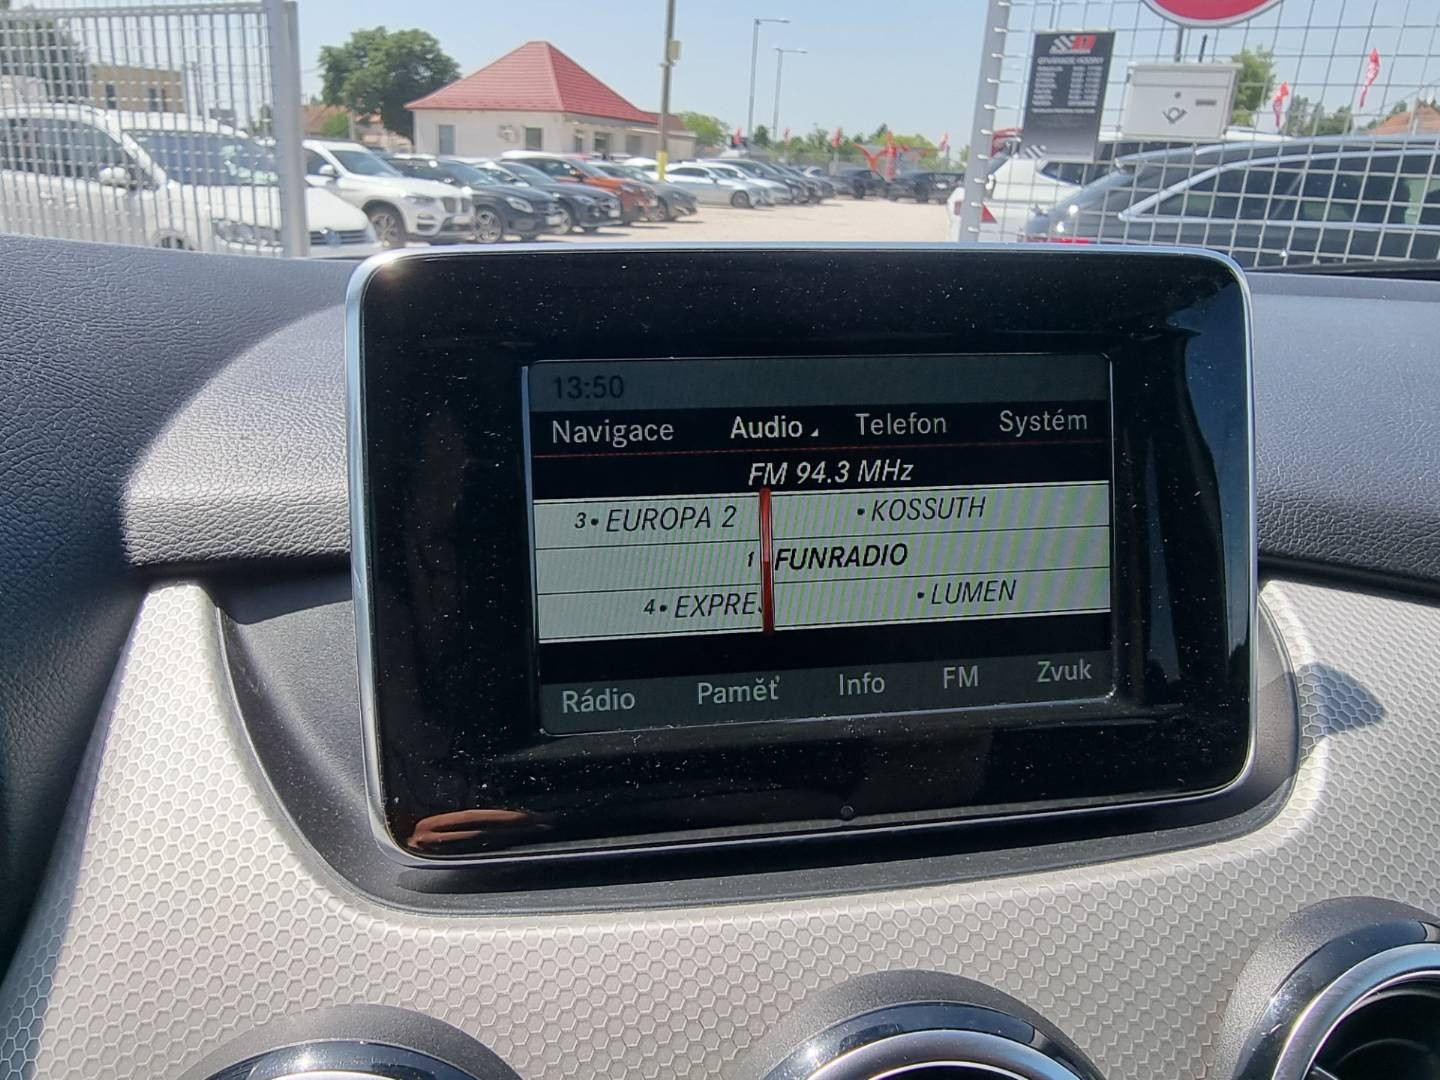 13:50
Navigace Audio Telefon Systém
FM 94.3 MHz
3• EUROPA 2 • KOSSUTH
1 FUNRADIO
4• EXPRES • LUMEN
Rádio Paměť Info FM Zvuk